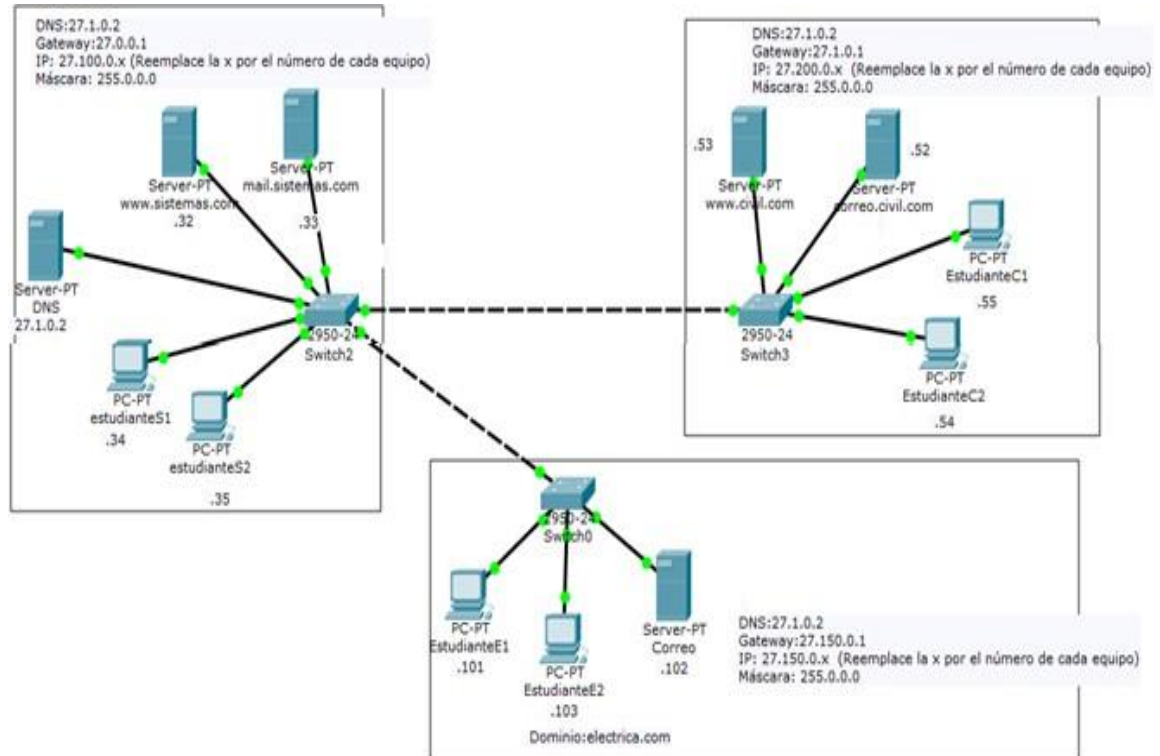 DNS:27.1.0.2
Gateway:27.0.0.1
IP: 27.100.0.x (Reemplace la x por el número de cada equipo)
Máscara: 255.0.0.0
Server-PT
www.sistemas.com
.32
Server-PT
mail.sistemas.com
.33
Server-PT
DNS
27.1.0.2
2950-24
Switch2
PC-PT
estudianteS1
.34
PC-PT
estudianteS2
.35
DNS:27.1.0.2
Gateway:27.1.0.1
IP: 27.200.0.x (Reemplace la x por el número de cada equipo)
Máscara: 255.0.0.0
.53
Server-PT
www.civil.com
.52
Server-PT
correo.civil.com
PC-PT
EstudianteC1
.55
2950-24
Switch3
PC-PT
EstudianteC2
.54
2950-24
Switch0
PC-PT
EstudianteE1
.101
PC-PT
EstudianteE2
.103
Server-PT
Correo
.102
DNS:27.1.0.2
Gateway:27.150.0.1
IP: 27.150.0.x (Reemplace la x por el número de cada equipo)
Máscara: 255.0.0.0
Dominio:electrica.com